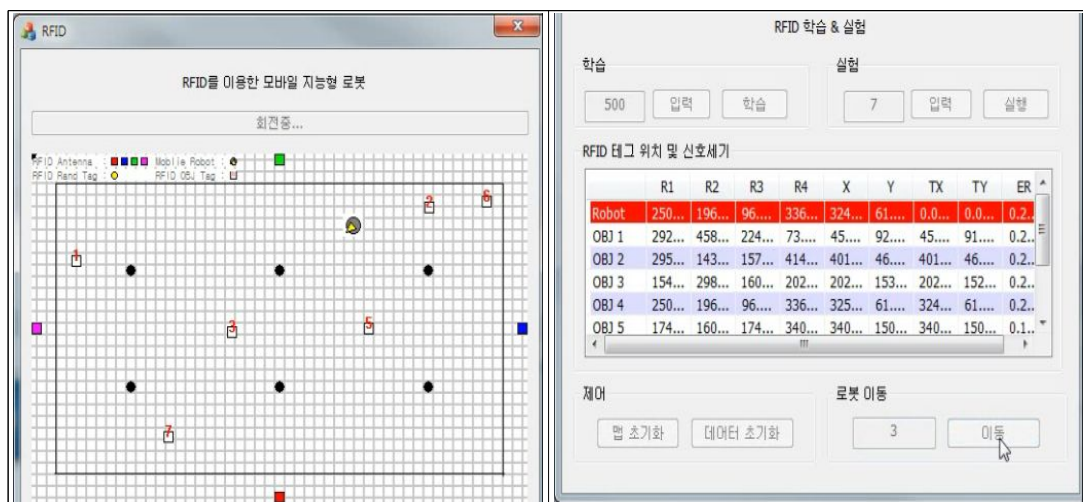 RFID
RFID를 이용한 모바일 지능형 로봇
회전중...
RFID Antenna : Moblie Robot :
RFID Rand Tag : RFID OBJ Tag :
6
2
1
3
5
7
RFID 학습 & 실험
학습 실험
500 입력 학습 7 입력 실행
RFID 테그 위치 및 신호세기
R1 R2 R3 R4 X Y TX TY ER
Robot 250... 196... 96.... 336... 324... 61.... 0.0... 0.0... 0.2...
OBJ 1 292... 458... 224... 73.... 45.... 92.... 45.... 91.... 0.2...
OBJ 2 295... 143... 157... 414... 401... 46.... 401... 46.... 0.2...
OBJ 3 154... 298... 160... 202... 202... 153... 202... 152... 0.2...
OBJ 4 250... 196... 96.... 336... 325... 61.... 324... 61.... 0.2...
OBJ 5 174... 160... 174... 340... 340... 150... 340... 150... 0.1...
제어 로봇 이동
맵 초기화 데이터 초기화 3 이동